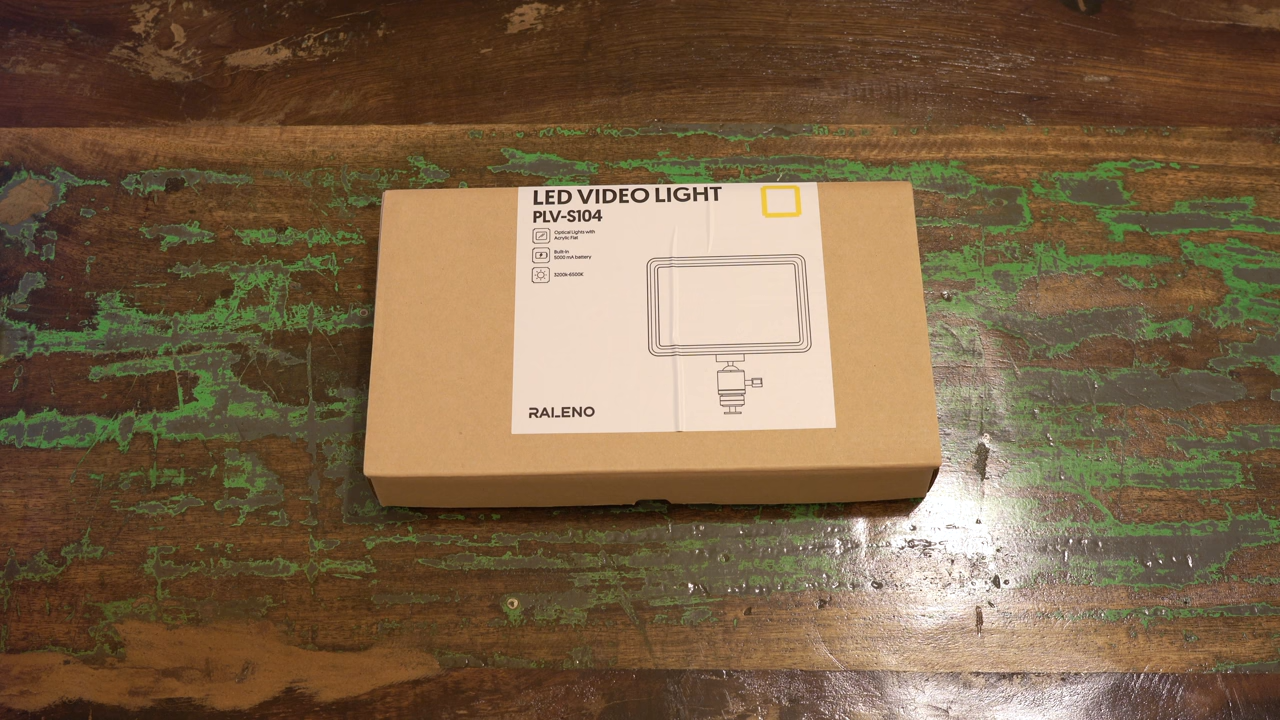 LED VIDEO LIGHT
PLV-S104
Optical Lights with
Acrylic Flat
Built-in
5000 mA battery
3200k-6500K
RALENO